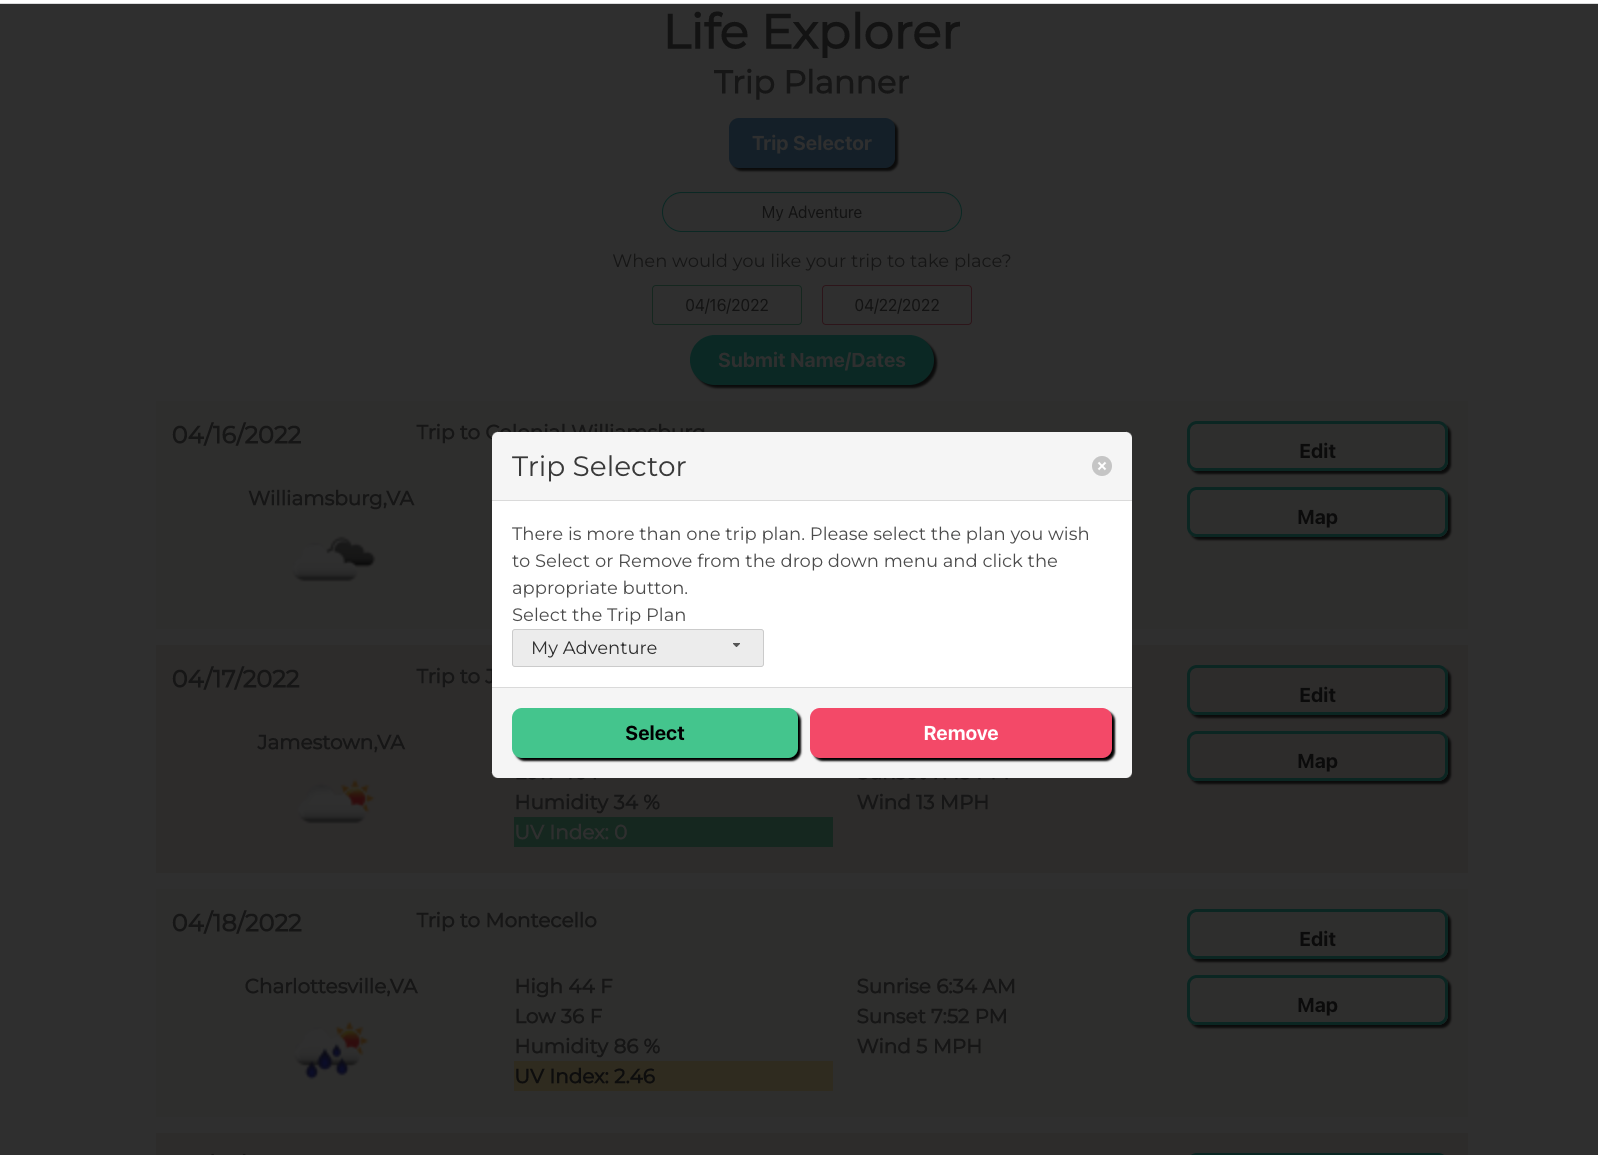 Life Explorer
Trip Planner
Trip Selector
My Adventure
When would you like your trip to take place?
04/16/2022 04/22/2022
Submit Name/Dates
04/16/2022 Trip to Colonial Williamsburg Edit
Williamsburg,VA Map
Trip Selector
There is more than one trip plan. Please select the plan you wish
to Select or Remove from the drop down menu and click the
appropriate button.
Select the Trip Plan
My Adventure
Select Remove
04/17/2022 Trip to Edit
Jamestown,VA Map
Humidity 34 % Wind 13 MPH
UV Index: 0
04/18/2022 Trip to Montecello Edit
Charlottesville,VA High 44 F Sunrise 6:34 AM Map
Low 36 F Sunset 7:52 PM
Humidity 86 % Wind 5 MPH
UV Index: 2.46